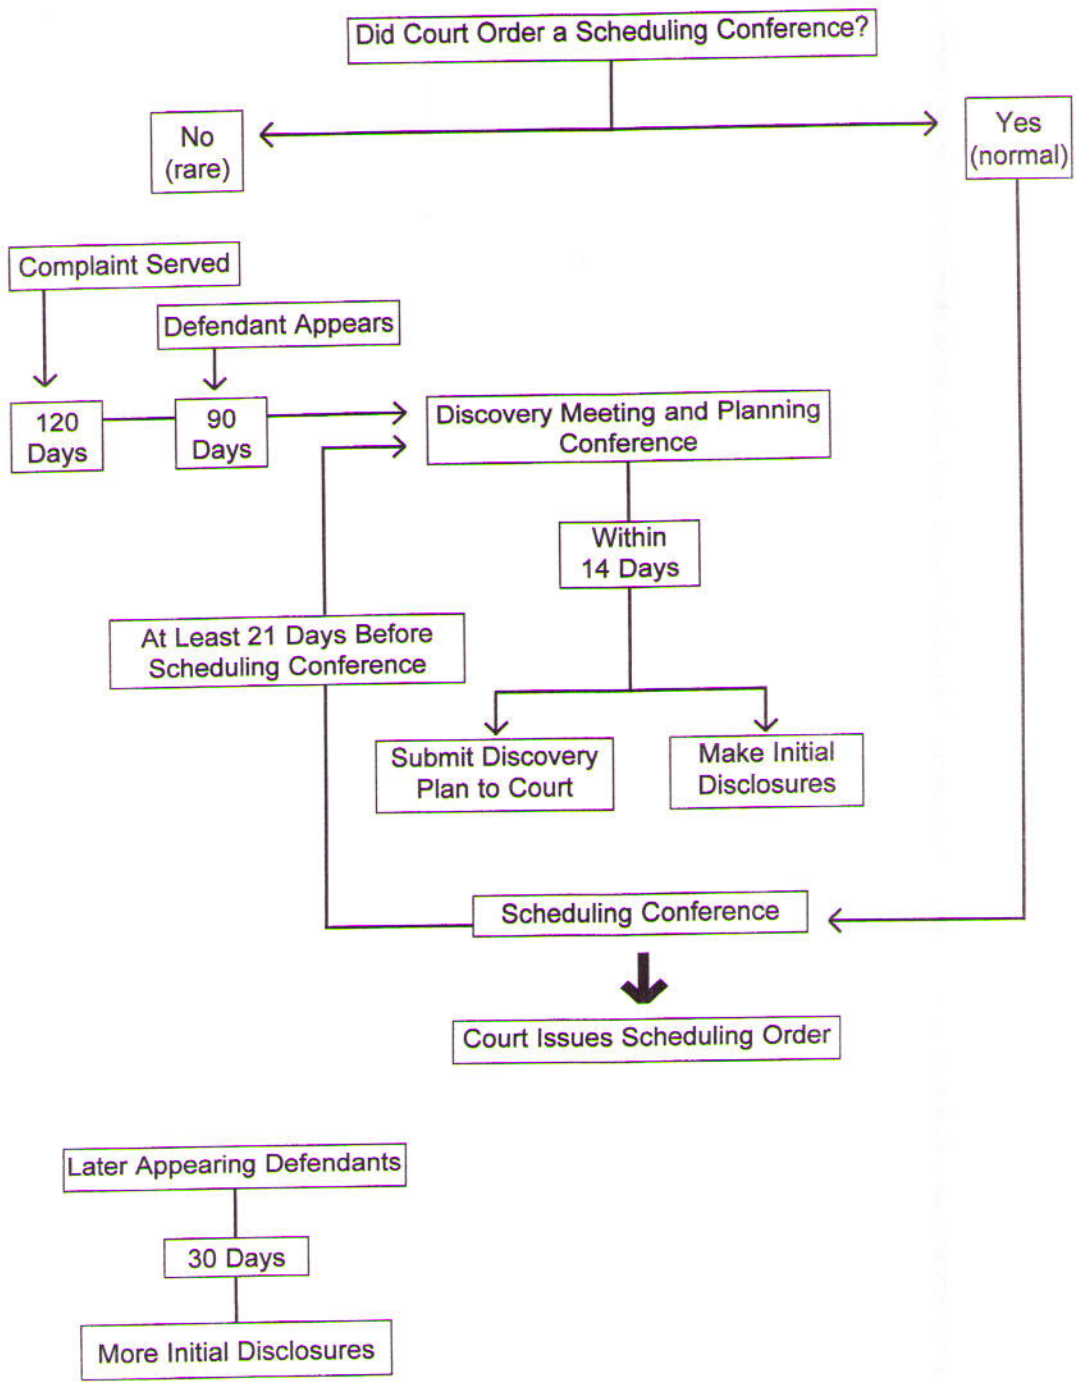 Did Court Order a Scheduling Conference?
No
(rare)
Yes
(normal)
Complaint Served
Defendant Appears
120
Days
90
Days
Discovery Meeting and Planning
Conference
Within
14 Days
At Least 21 Days Before
Scheduling Conference
Submit Discovery
Plan to Court
Make Initial
Disclosures
Scheduling Conference
Court Issues Scheduling Order
Later Appearing Defendants
30 Days
More Initial Disclosures